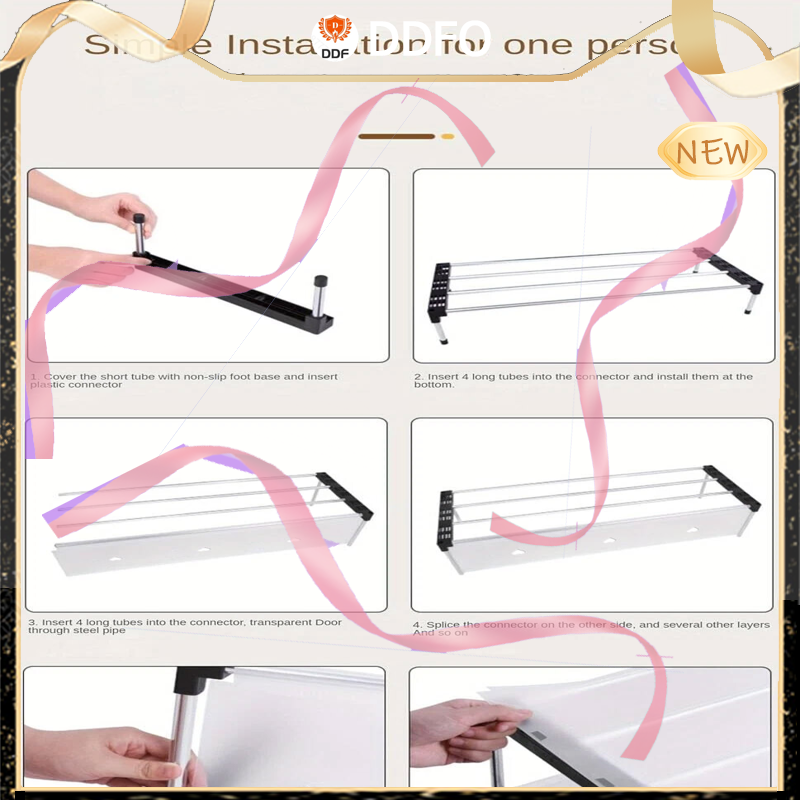 Simple Installation for one person
DDFO
DDF
NEW
1. Cover the short tube with non-slip foot base and insert
plastic connector
2. Insert 4 long tubes into the connector and install them at the
bottom.
3. Insert 4 long tubes into the connector, transparent Door
through steel pipe
4. Splice the connector on the other side, and several other layers
And so on